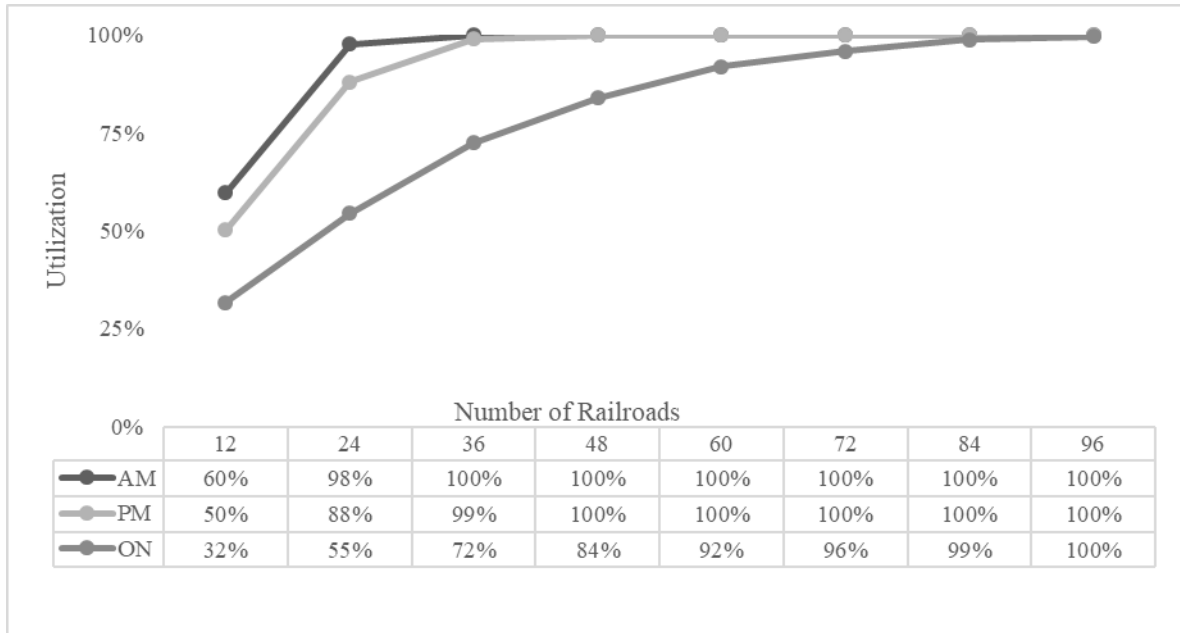 100%
75%
50%
25%
0%
Utilization
Number of Railroads
12 24 36 48 60 72 84 96
AM 60% 98% 100% 100% 100% 100% 100% 100%
PM 50% 88% 99% 100% 100% 100% 100% 100%
ON 32% 55% 72% 84% 92% 96% 99% 100%